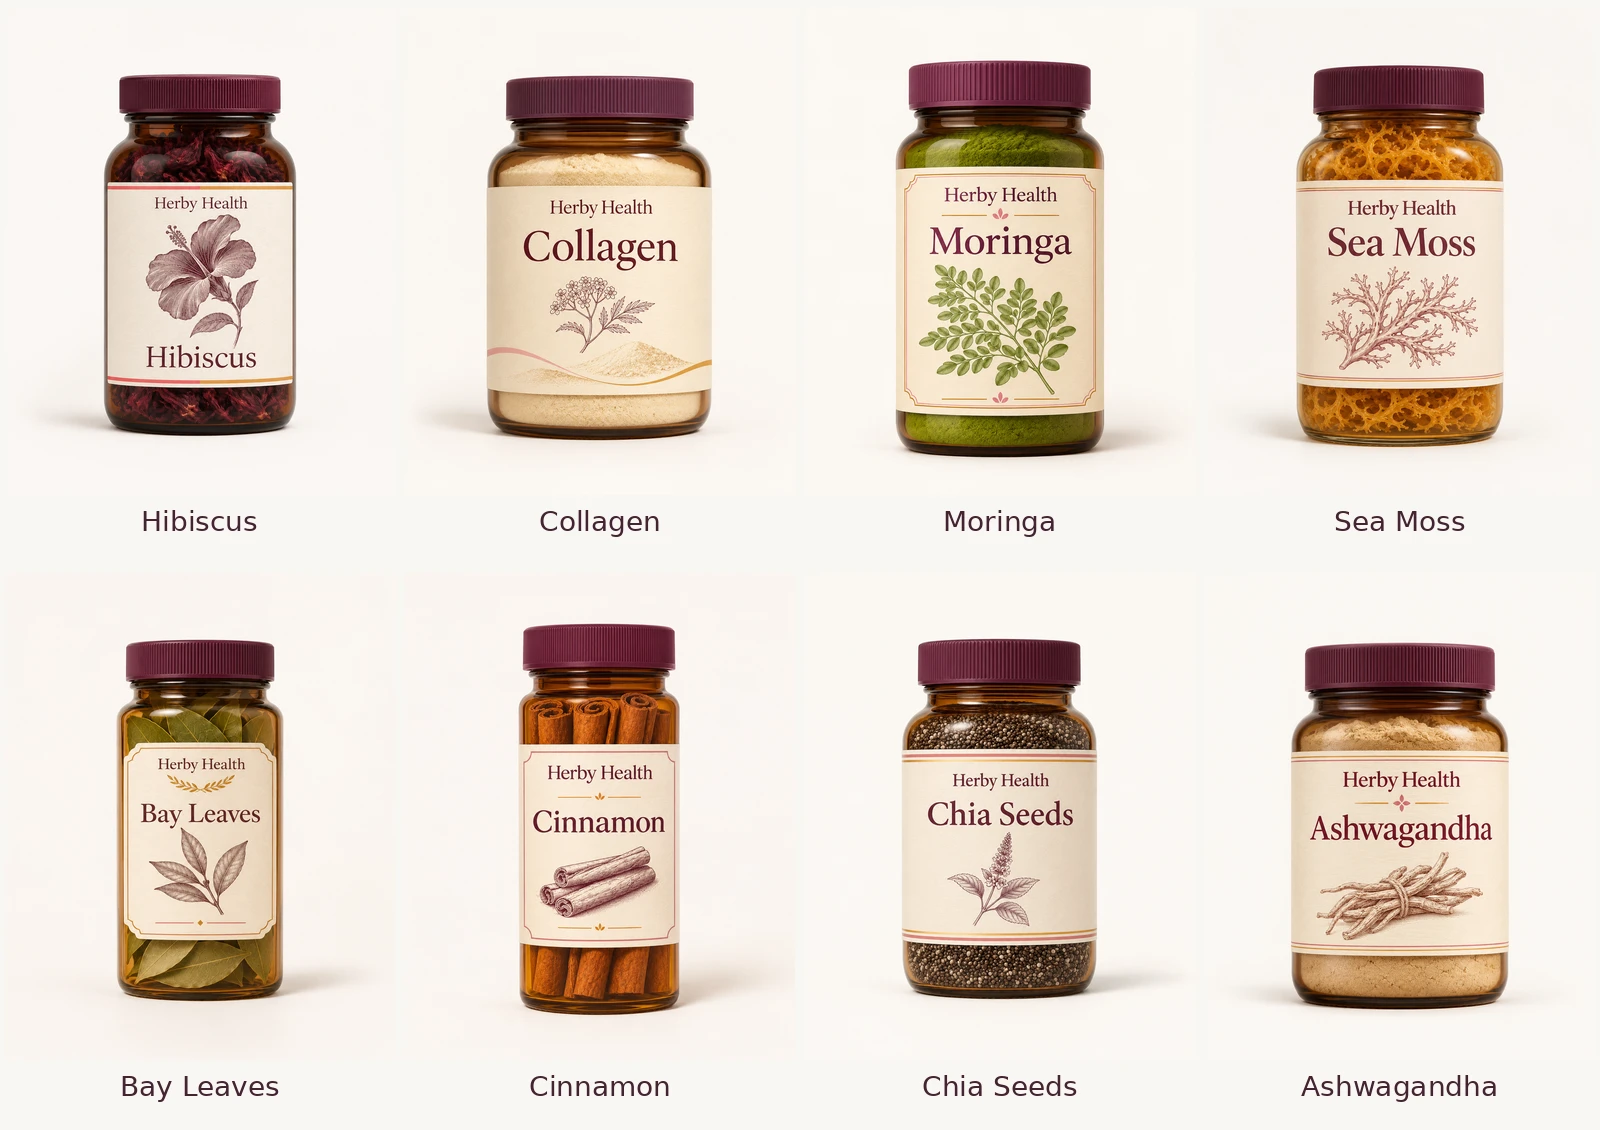 Herby Health
Hibiscus
Herby Health
Collagen
Herby Health
Moringa
Herby Health
Sea Moss
Hibiscus
Collagen
Moringa
Sea Moss
Herby Health
Bay Leaves
Herby Health
Cinnamon
Herby Health
Chia Seeds
Herby Health
Ashwagandha
Bay Leaves
Cinnamon
Chia Seeds
Ashwagandha